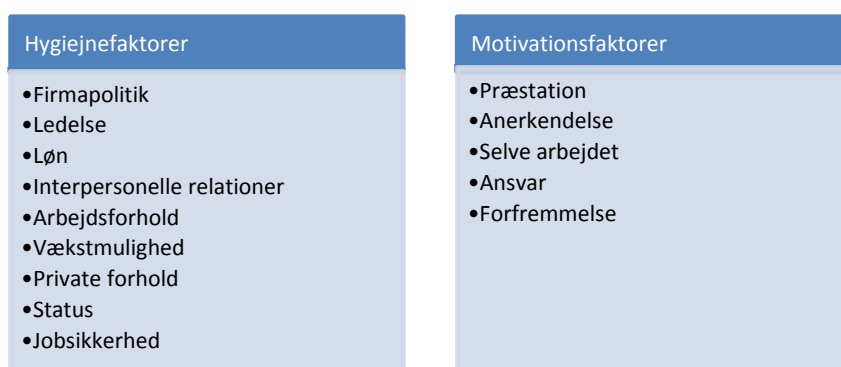 Hygiejnefaktorer
•Firmapolitik
•Ledelse
•Løn
•Interpersonelle relationer
•Arbejdsforhold
•Vækstmulighed
•Private forhold
•Status
•Jobsikkerhed
Motivationsfaktorer
•Præstation
•Anerkendelse
•Selve arbejdet
•Ansvar
•Forfremmelse